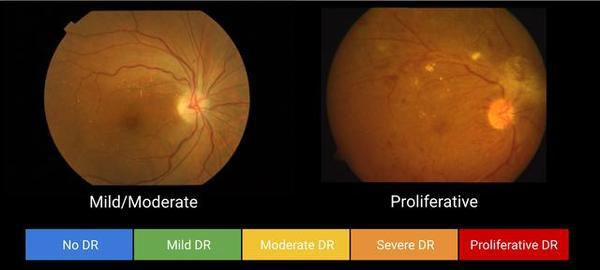 Mild/Moderate
Proliferative
No DR
Mild DR
Moderate DR
Severe DR
Proliferative DR